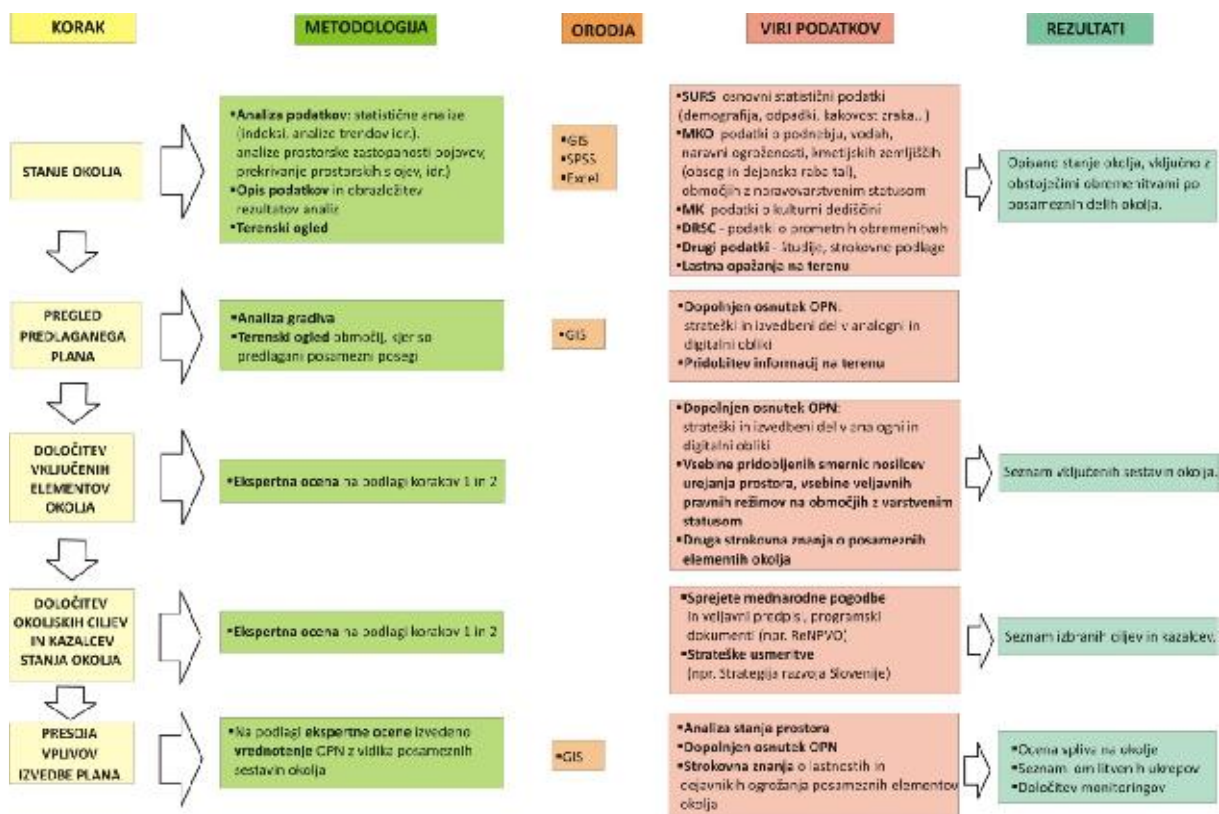 KORAK
METODOLOGIJA
ORODJA
VIRI PODATKOV
REZULTATI
STANJE OKOLJA
▪Analiza podatkov: statistične analize
(indeksi, analize trendov idr.),
analize prostorske zastopanosti pojavov,
prekrivanje prostorskih slojev, idr.)
▪Opis podatkov in obrazložitev
rezultatov analiz
▪Terenski ogled
▪GIS
▪SPSS
▪Excel
▪SURS osnovni statistični podatki
(demografija, odpadki, kakovost zraka...)
▪MKO podatki o podnebju, vodah,
naravni ogroženosti, kmetijskih zemljiščih
(obseg in dejanska raba tal),
območjih z naravovarstvenim statusom
▪MK podatki o kulturni dediščini
▪DRSC - podatki o prometnih obremenitvah
▪Drugi podatki - študije, strokovne podlage
▪Lastna opažanja na terenu
Opisano stanje okolja, vključno z
obstoječimi obremenitvami po
posameznih delih okolja.
PREGLED
PREDLAGANEGA
PLANA
▪Analiza gradiva
▪Terenski ogled območij, kjer so
predlagani posamezni posegi
▪GIS
▪Dopolnjen osnutek OPN.
strateški in izvedbeni del v analogni in
digitalni obliki
▪Pridobitev informacij na terenu
DOLOČITEV
VKLJUČENIH
ELEMENTOV
OKOLJA
▪Ekspertna ocena na podlagi korakov 1 in 2
▪Dopolnjen osnutek OPN:
strateški in izvedbeni del v analogni in
digitalni obliki
▪Vsebine pridobljenih smernic nosilcev
urejanja prostora, vsebine veljavnih
pravnih režimov na območjih z varstvenim
statusom
▪Druga strokovna znanja o posameznih
elementih okolja
Seznam vključenih sestavin okolja.
DOLOČITEV
OKOLJSKIH CILJEV
IN KAZALCEV
STANJA OKOLJA
▪Ekspertna ocena na podlagi korakov 1 in 2
▪Sprejete mednarodne pogodbe
in veljavni predpisi, programski
dokumenti (npr. ReNPVO)
▪Strateške usmeritve
(npr. Strategija razvoja Slovenije)
Seznam izbranih ciljev in kazalcev.
PRESOJA
VPLIVOV
IZVEDBE PLANA
▪Na podlagi ekspertne ocene izvedeno
vrednotenje OPN z vidika posameznih
sestavin okolja
▪GIS
▪Analiza stanja prostora
▪Dopolnjen osnutek OPN
▪Strokovna znanja o lastnostih in
dejavnikih ogrožanja posameznih elementov
okolja
▪Ocena vpliva na okolje
▪Seznam omilitvenih ukrepov
▪Določitev monitoringov